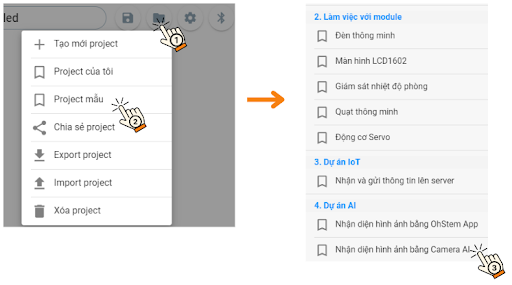 led
1
Tạo mới project
Project của tôi
Project mẫu
2
Chia sẻ project
Export project
Import project
Xóa project
2. Làm việc với module
Đèn thông minh
Màn hình LCD1602
Giám sát nhiệt độ phòng
Quạt thông minh
Động cơ Servo
3. Dự án IoT
Nhận và gửi thông tin lên server
4. Dự án AI
Nhận diện hình ảnh bằng OhStem App
Nhận diện hình ảnh bằng Camera AI
3